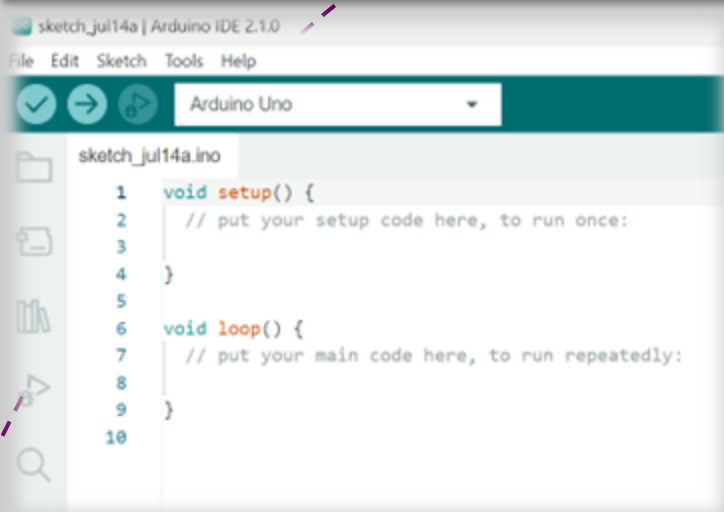 sketch_jul14a | Arduino IDE 2.1.0
File Edit Sketch Tools Help
Arduino Uno
sketch_jul14a.ino
1 void setup() {
2 // put your setup code here, to run once:
3
4 }
5
6 void loop() {
7 // put your main code here, to run repeatedly:
8
9 }
10